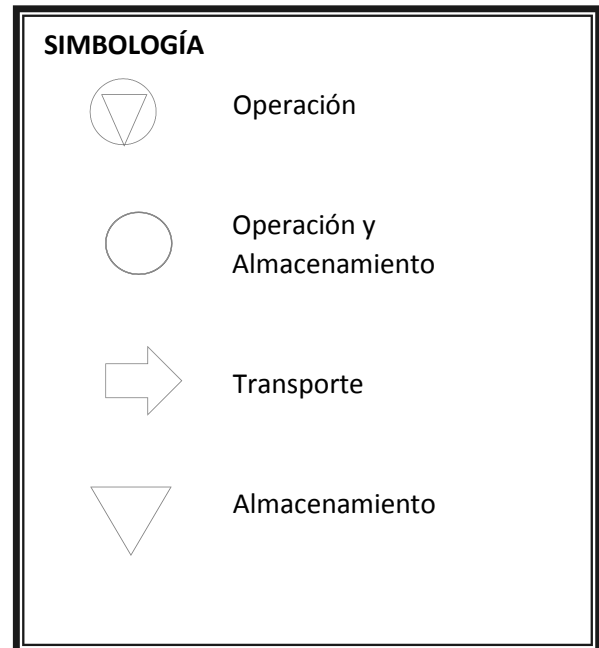 SIMBOLOGÍA
Operación
Operación y
Almacenamiento
Transporte
Almacenamiento